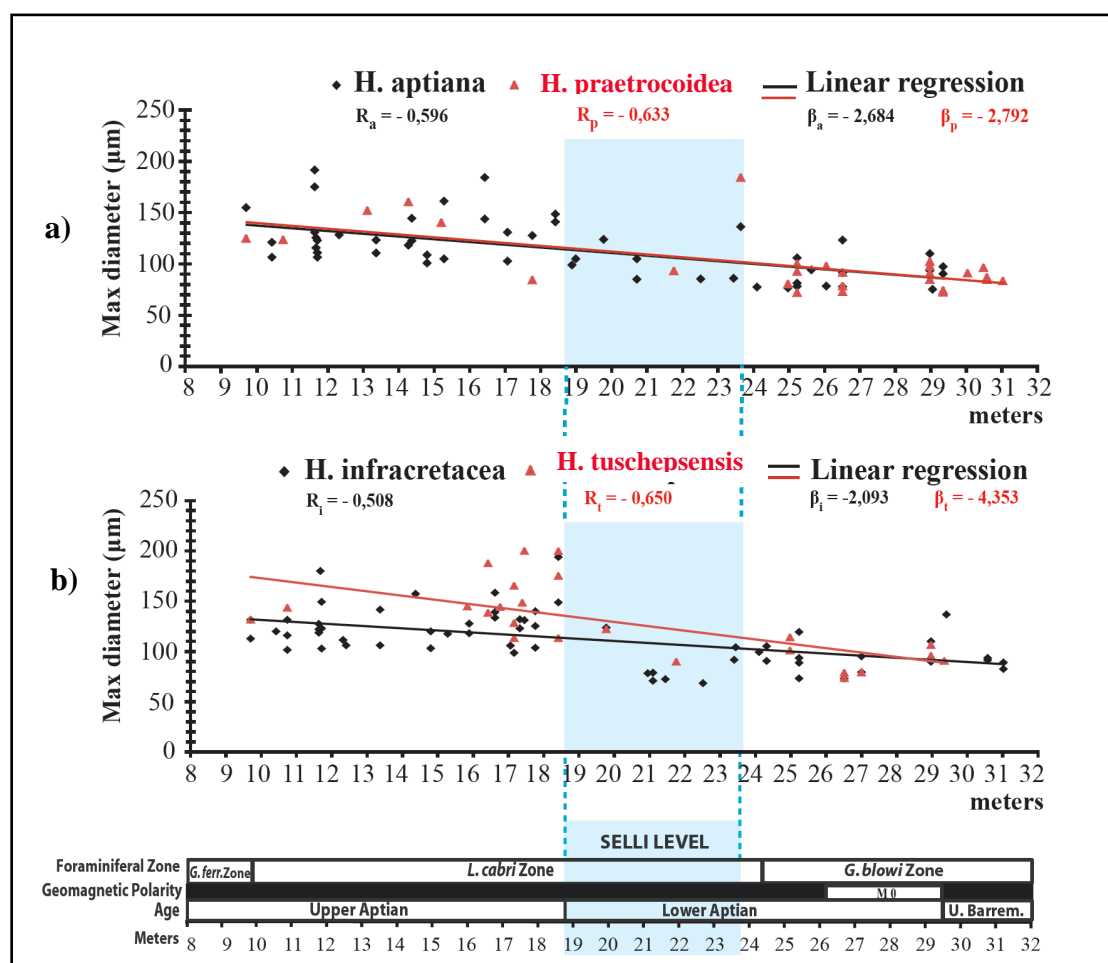 H. aptiana H. praetrocoidea Linear regression
Ra = - 0,596 Rp = - 0,633 βa = - 2,684 βp = - 2,792
Max diameter (μm)
250
200
150
100
50
0
a)
8 9 10 11 12 13 14 15 16 17 18 19 20 21 22 23 24 25 26 27 28 29 30 31 32
meters
H. infracretacea H. tuschepsensis Linear regression
Ri = - 0,508 Rt = - 0,650 βi = -2,093 βt = - 4,353
Max diameter (μm)
250
200
150
100
50
0
b)
8 9 10 11 12 13 14 15 16 17 18 19 20 21 22 23 24 25 26 27 28 29 30 31 32
meters
SELLI LEVEL
Foraminiferal Zone G. ferr. Zone L. cabri Zone G. blowi Zone
Geomagnetic Polarity M 0
Age Upper Aptian Lower Aptian U. Barrem.
Meters 8 9 10 11 12 13 14 15 16 17 18 19 20 21 22 23 24 25 26 27 28 29 30 31 32